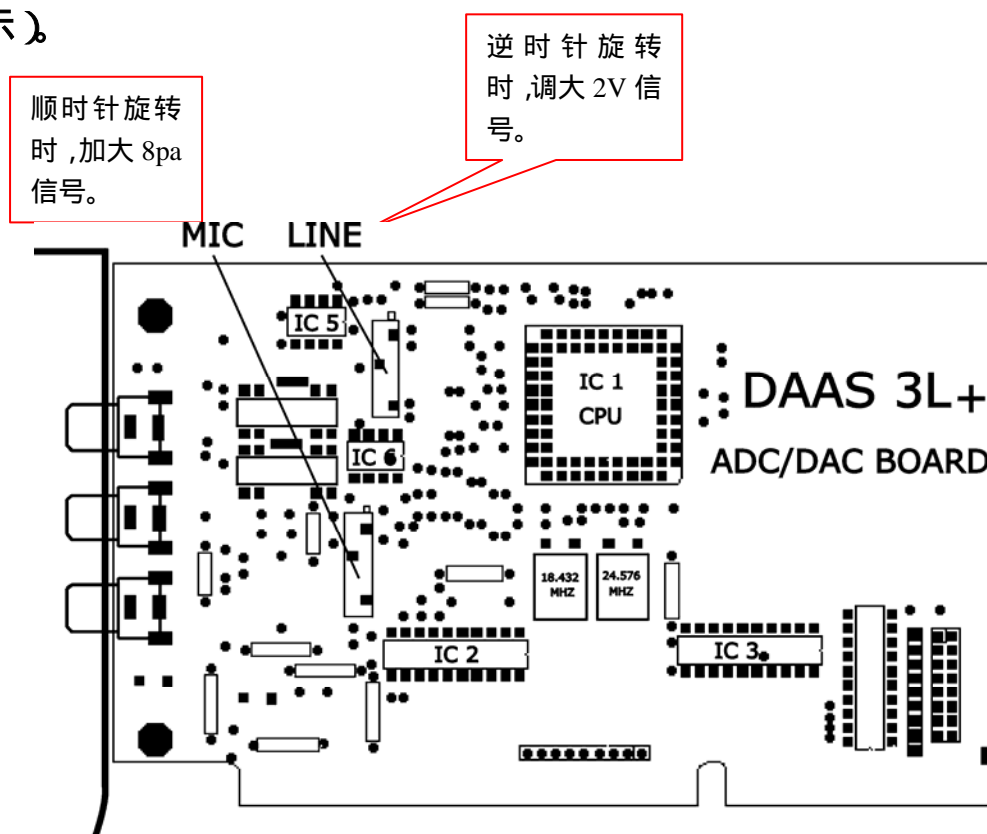 示）。
逆时针旋转
时，调大 2V 信
号。
顺时针旋转
时，加大 8pa
信号。
MIC LINE
IC 5
IC 1
CPU
DAAS 3L+
IC 6
ADC/DAC BOARD
18.432
MHZ
24.576
MHZ
IC 2
IC 3